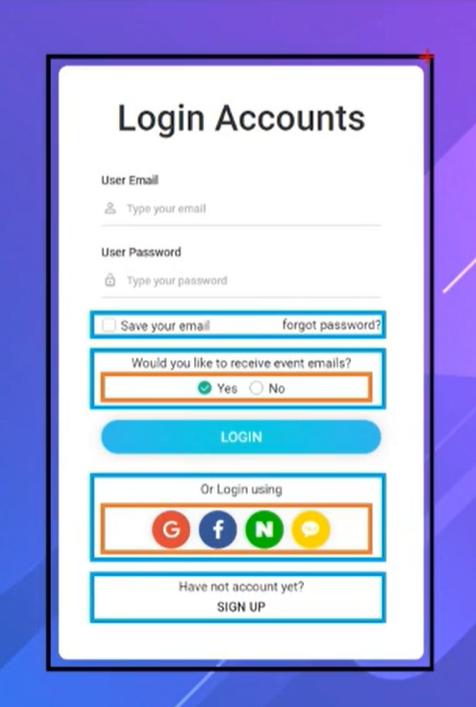 Login Accounts
User Email
Type your email
User Password
Type your password
Save your email forgot password?
Would you like to receive event emails?
Yes No
LOGIN
Or Login using
G f N
Have not account yet?
SIGN UP